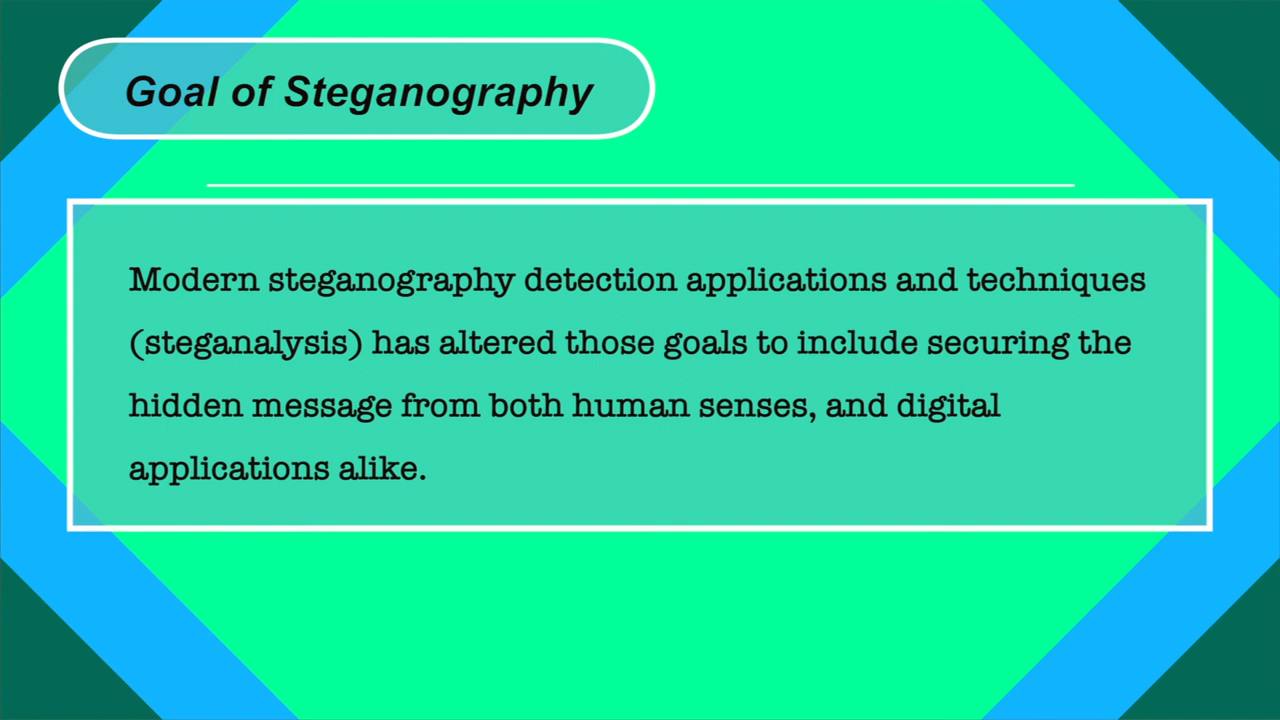 Goal of Steganography
Modern steganography detection applications and techniques
(steganalysis) has altered those goals to include securing the
hidden message from both human senses, and digital
applications alike.